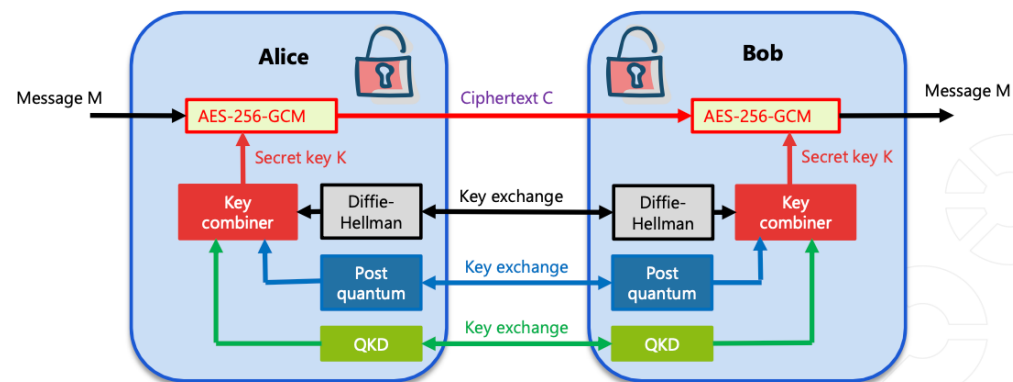 Alice
Bob
Message M
Ciphertext C
Message M
AES-256-GCM
AES-256-GCM
Secret key K
Secret key K
Key
combiner
Diffie-
Hellman
Key exchange
Diffie-
Hellman
Key
combiner
Post
quantum
Key exchange
Post
quantum
QKD
Key exchange
QKD